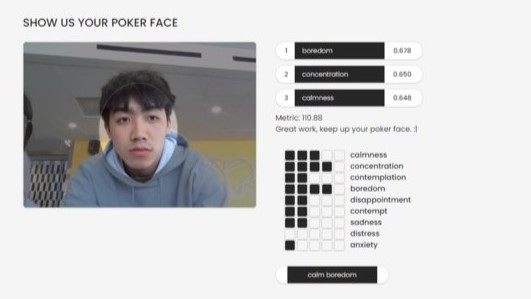 SHOW US YOUR POKER FACE
1 boredom 0.678
2 concentration 0.650
3 calmness 0.648
Metric: 110.88
Great work, keep up your poker face. :|
calmness
concentration
contemplation
boredom
disappointment
contempt
sadness
distress
anxiety
calm boredom